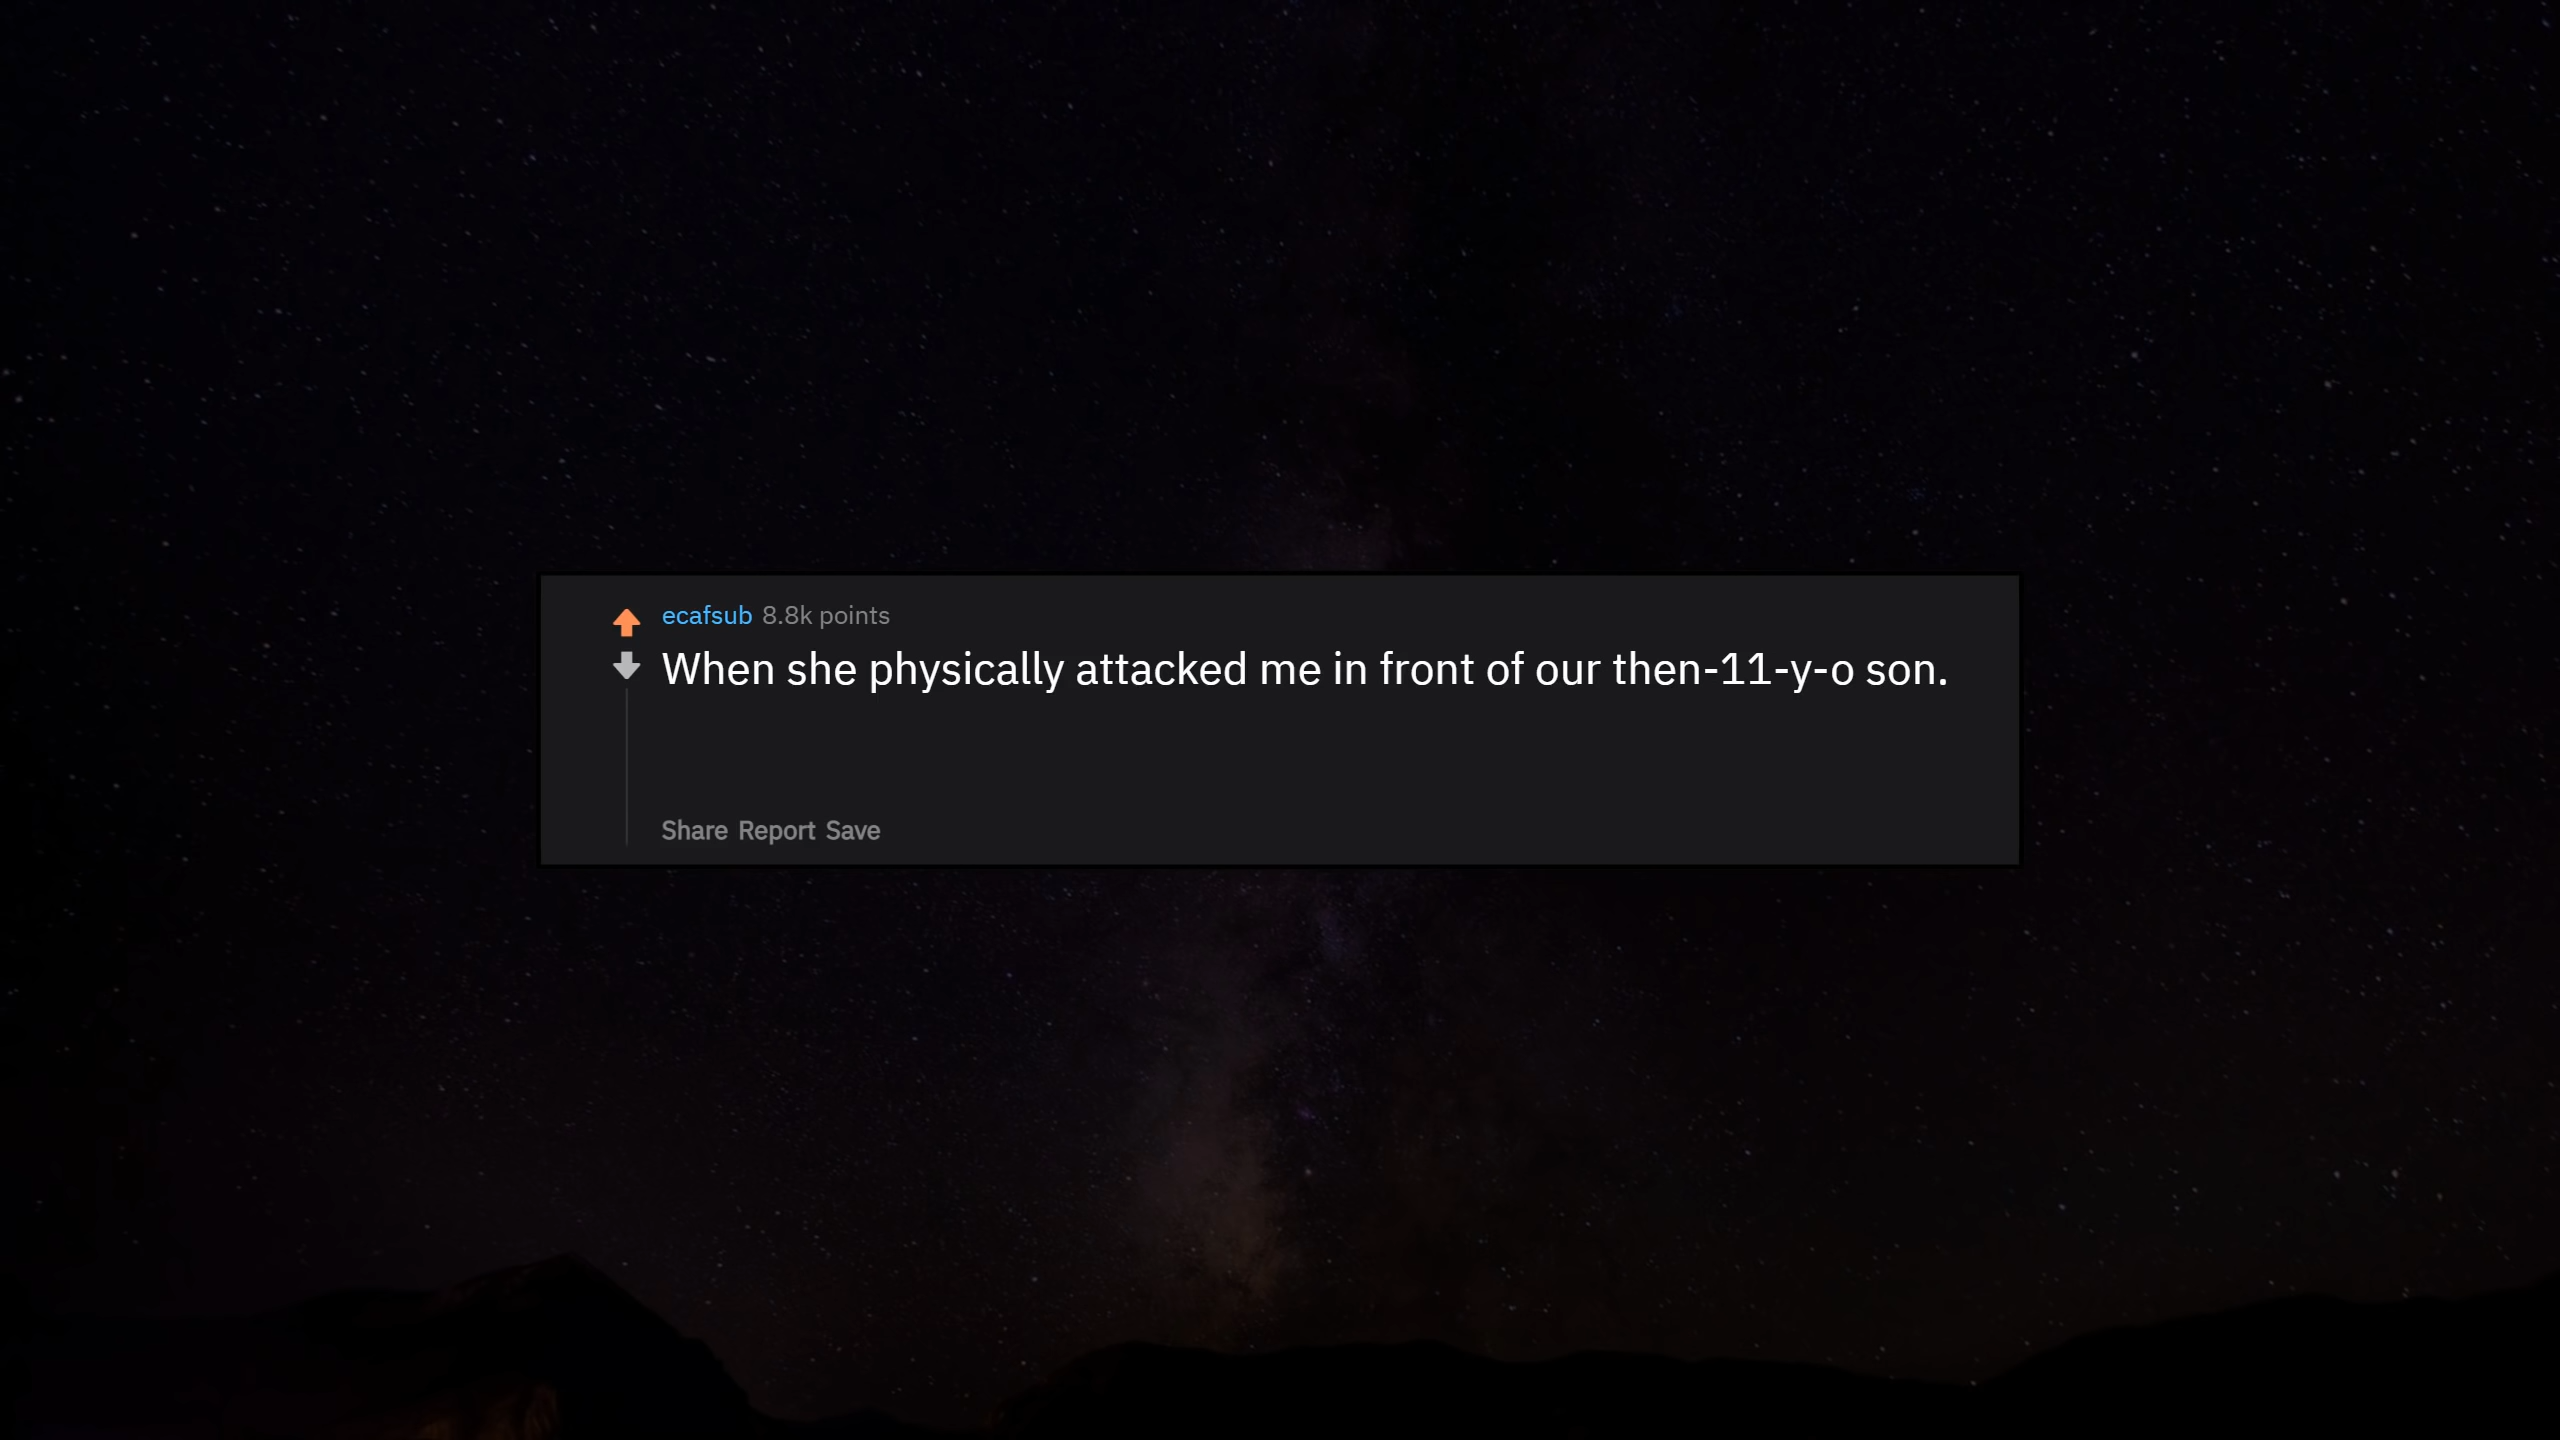 ecafsub 8.8k points
When she physically attacked me in front of our then-11-y-o son.
Share Report Save